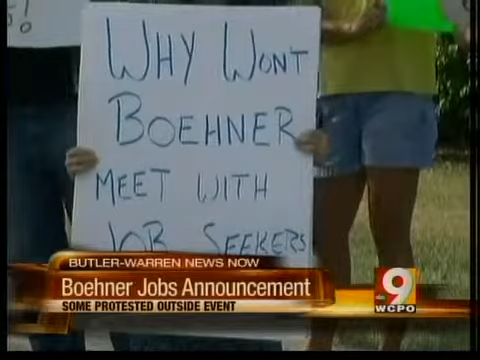 WHY WONT
BOEHNER
MEET WITH
JOB SEEKERS
BUTLER-WARREN NEWS NOW
Boehner Jobs Announcement
SOME PROTESTED OUTSIDE EVENT
abc 9
WCPO